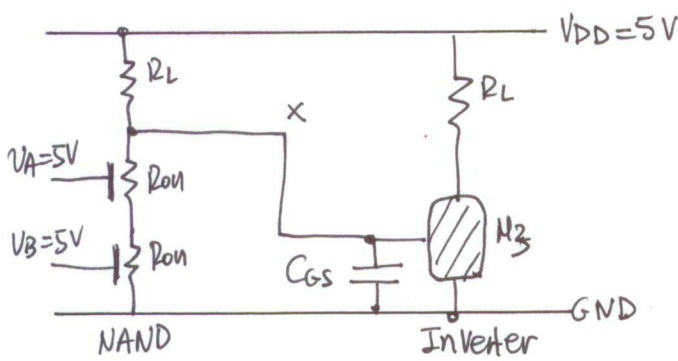 VDD=5V
RL
RL
X
VA=5V
Ron
VB=5V
Ron
CGS
M3
GND
NAND
Inverter